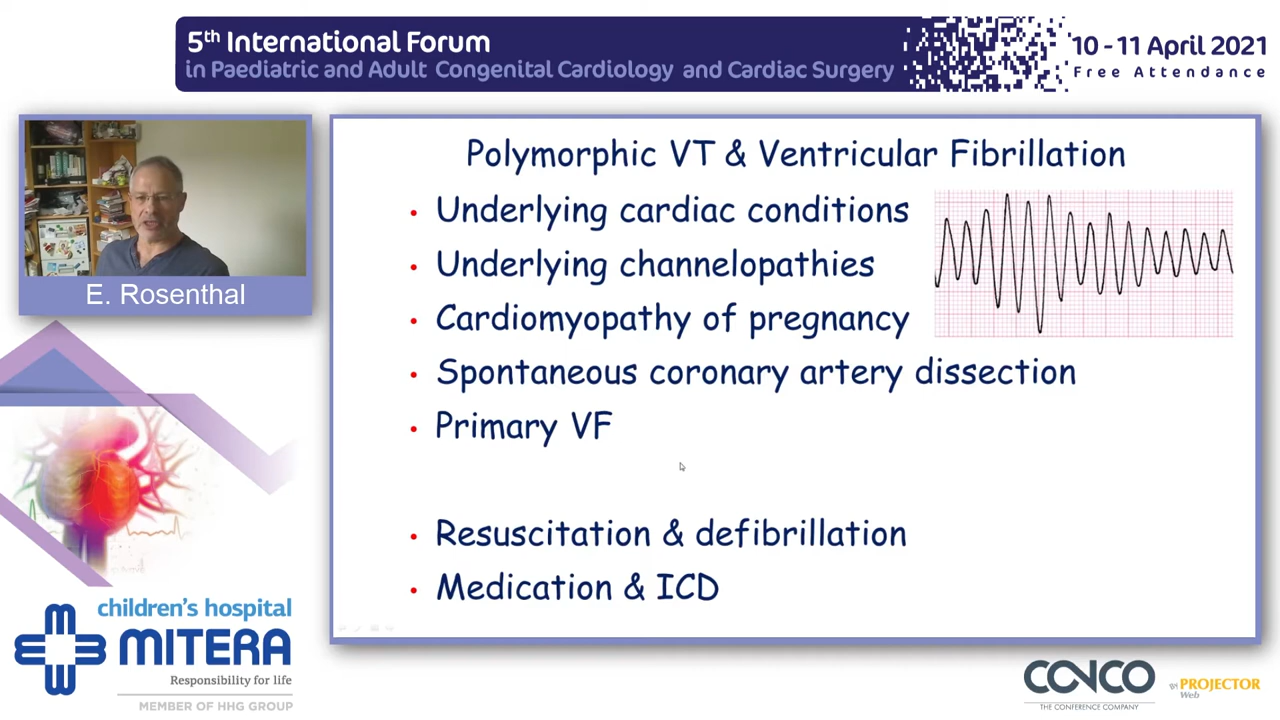 5th International Forum
in Paediatric and Adult Congenital Cardiology and Cardiac Surgery
10 - 11 April 2021
Free Attendance
E. Rosenthal
Polymorphic VT & Ventricular Fibrillation
• Underlying cardiac conditions
• Underlying channelopathies
• Cardiomyopathy of pregnancy
• Spontaneous coronary artery dissection
• Primary VF
• Resuscitation & defibrillation
• Medication & ICD
children's hospital
MITERA
Responsibility for life
MEMBER OF HHG GROUP
CONCO
THE CONFERENCE COMPANY
BY PROJECTOR
Web